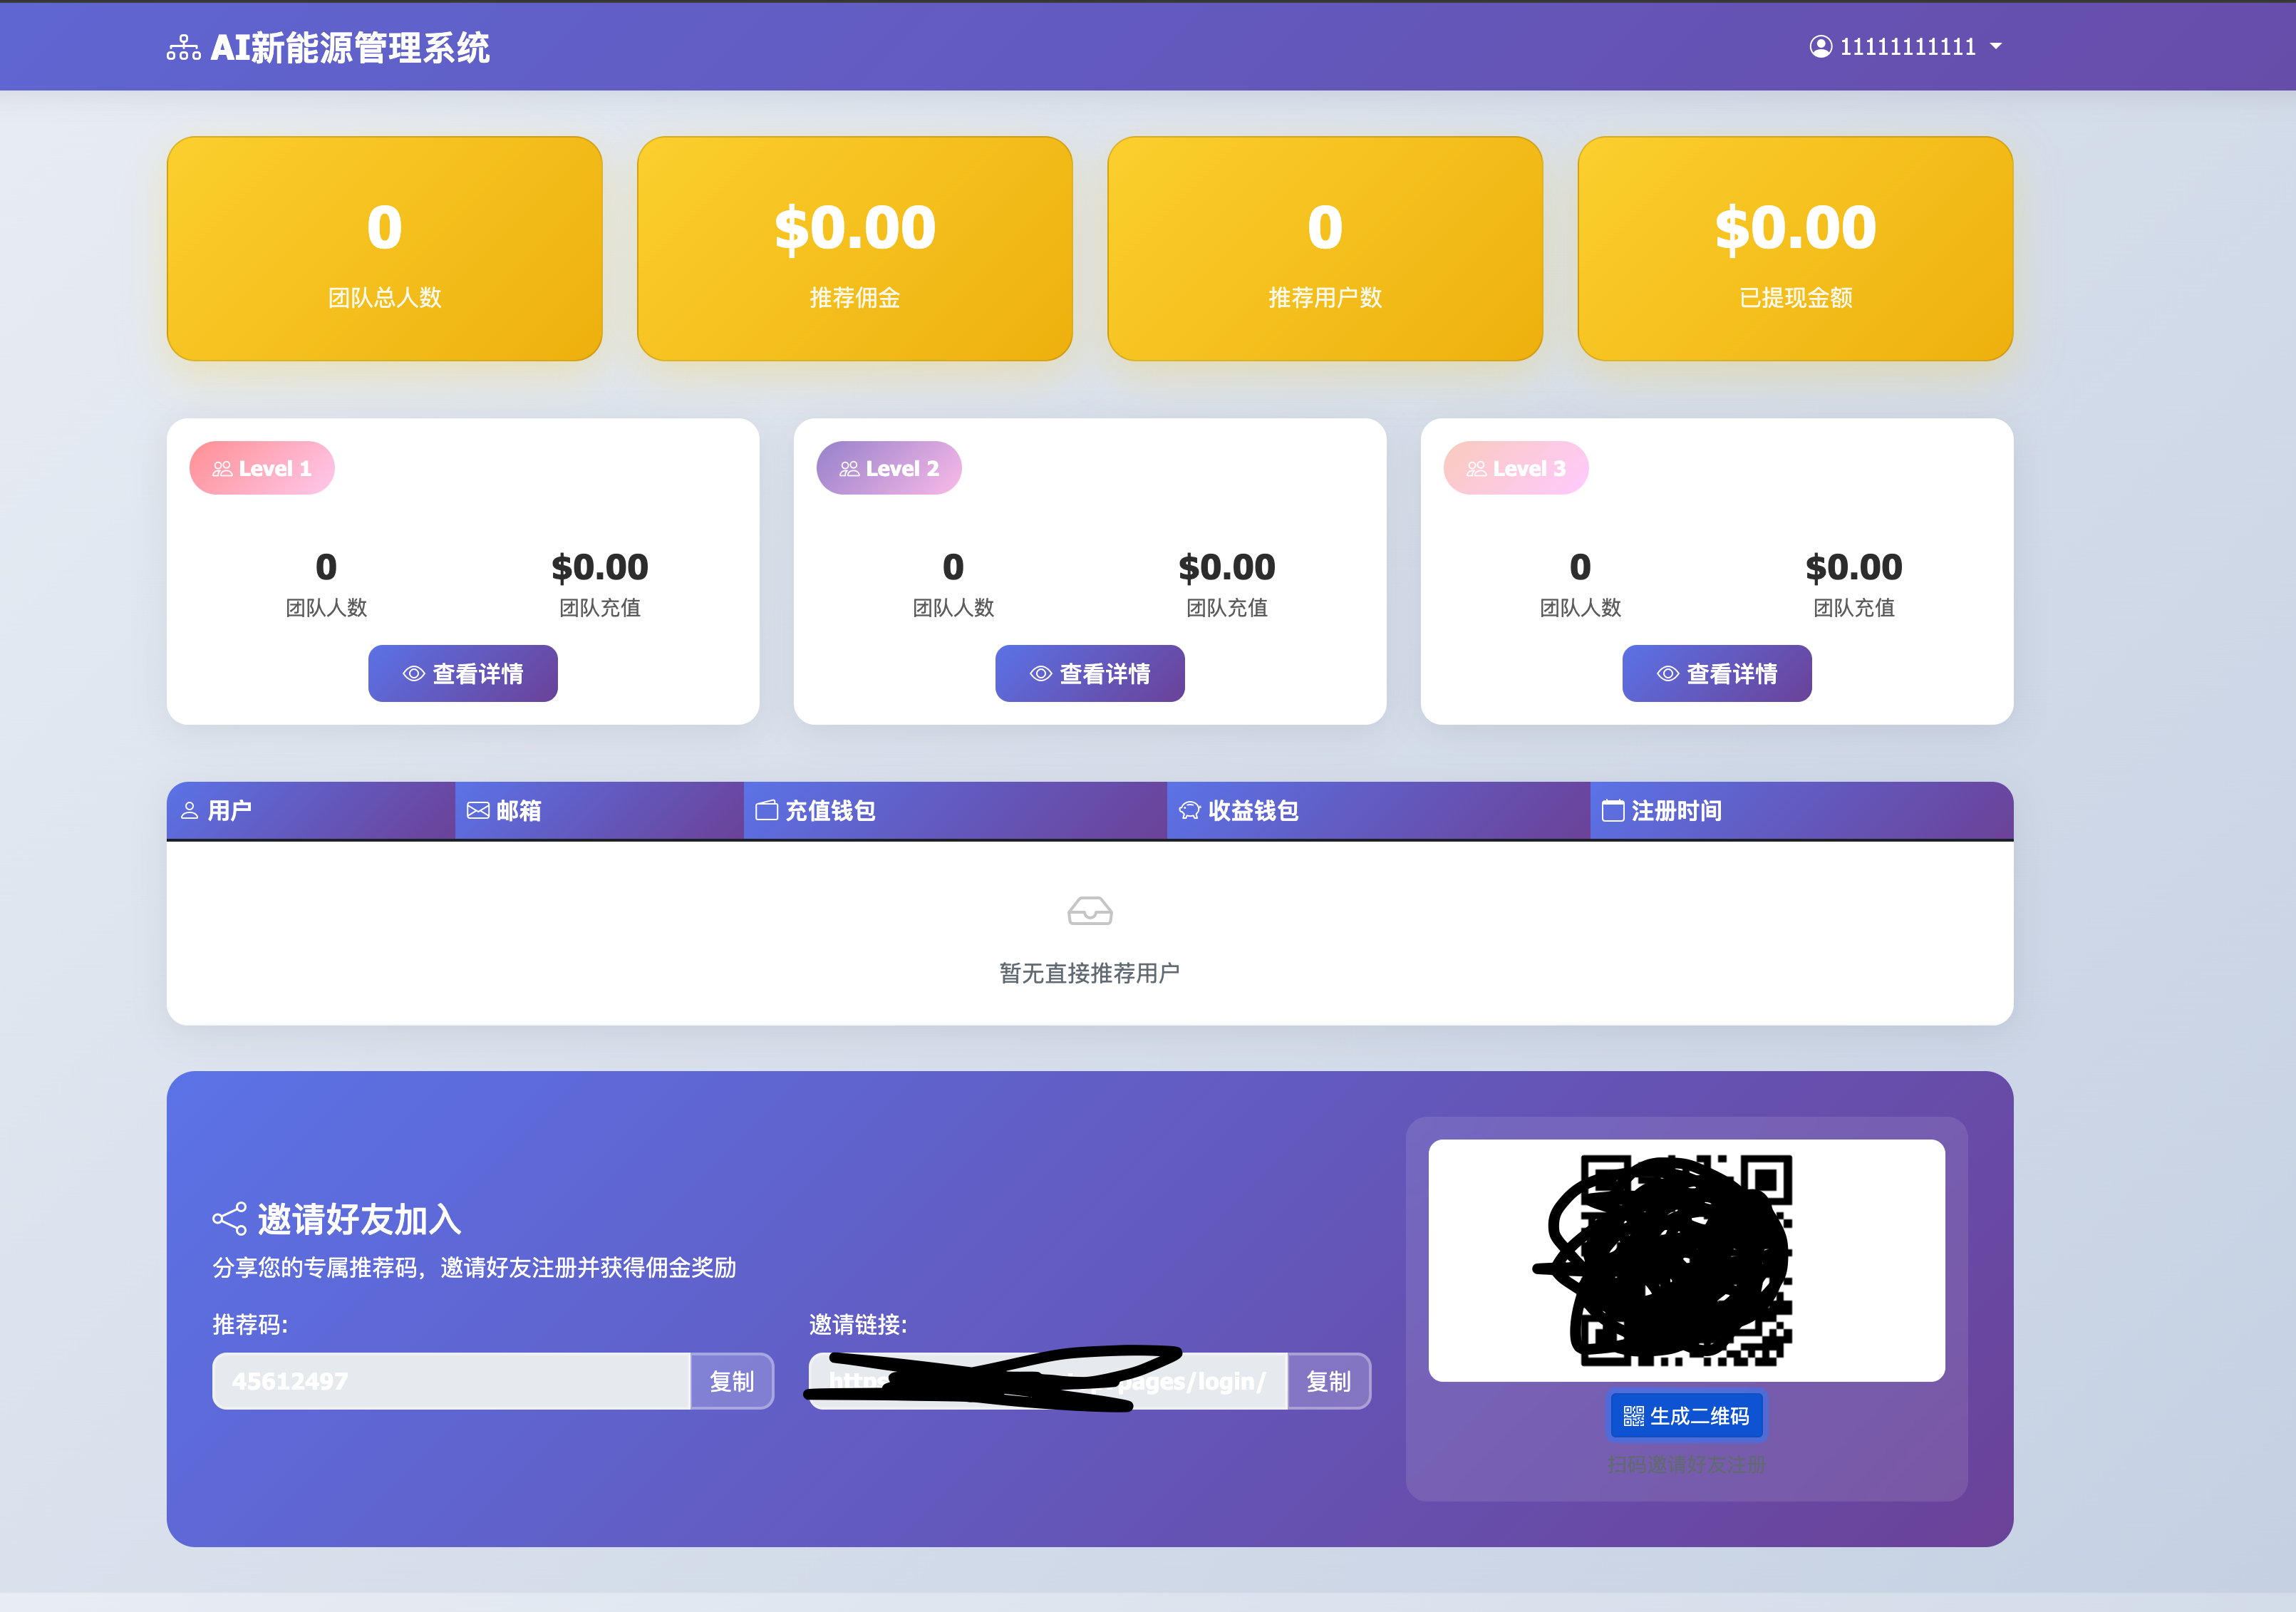 AI新能源管理系统
11111111111
0
团队总人数
$0.00
推荐佣金
0
推荐用户数
$0.00
已提现金额
Level 1
0
团队人数
$0.00
团队充值
查看详情
Level 2
0
团队人数
$0.00
团队充值
查看详情
Level 3
0
团队人数
$0.00
团队充值
查看详情
用户 邮箱 充值钱包 收益钱包 注册时间
暂无直接推荐用户
邀请好友加入
分享您的专属推荐码，邀请好友注册并获得佣金奖励
推荐码:
45612497 复制
邀请链接:
pages/login/ 复制
生成二维码
扫码邀请好友注册